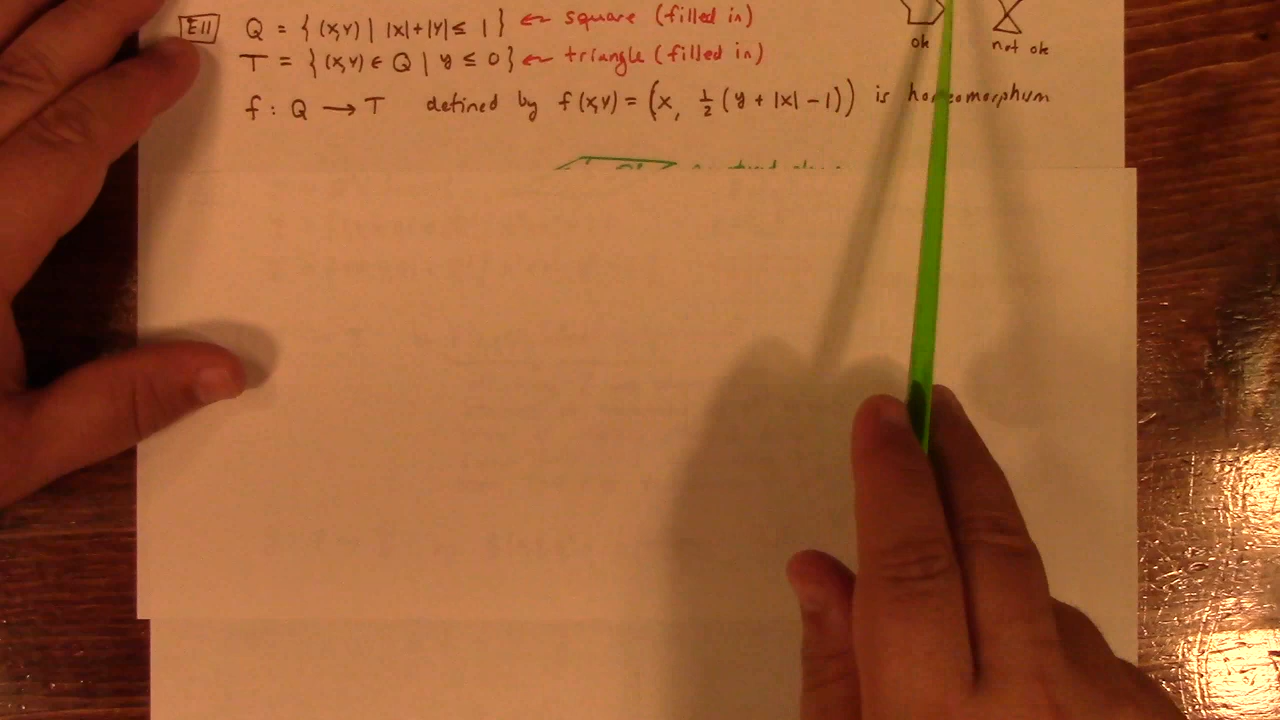 E11 Q = { (x,y) | |x|+|y| ≤ 1 } ← square (filled in)
T = { (x,y) ∈ Q | y ≤ 0 } ← triangle (filled in)
ok
not ok
f : Q → T defined by f(x,y) = (x, 1/2 (y + |x| - 1)) is homeomorphism